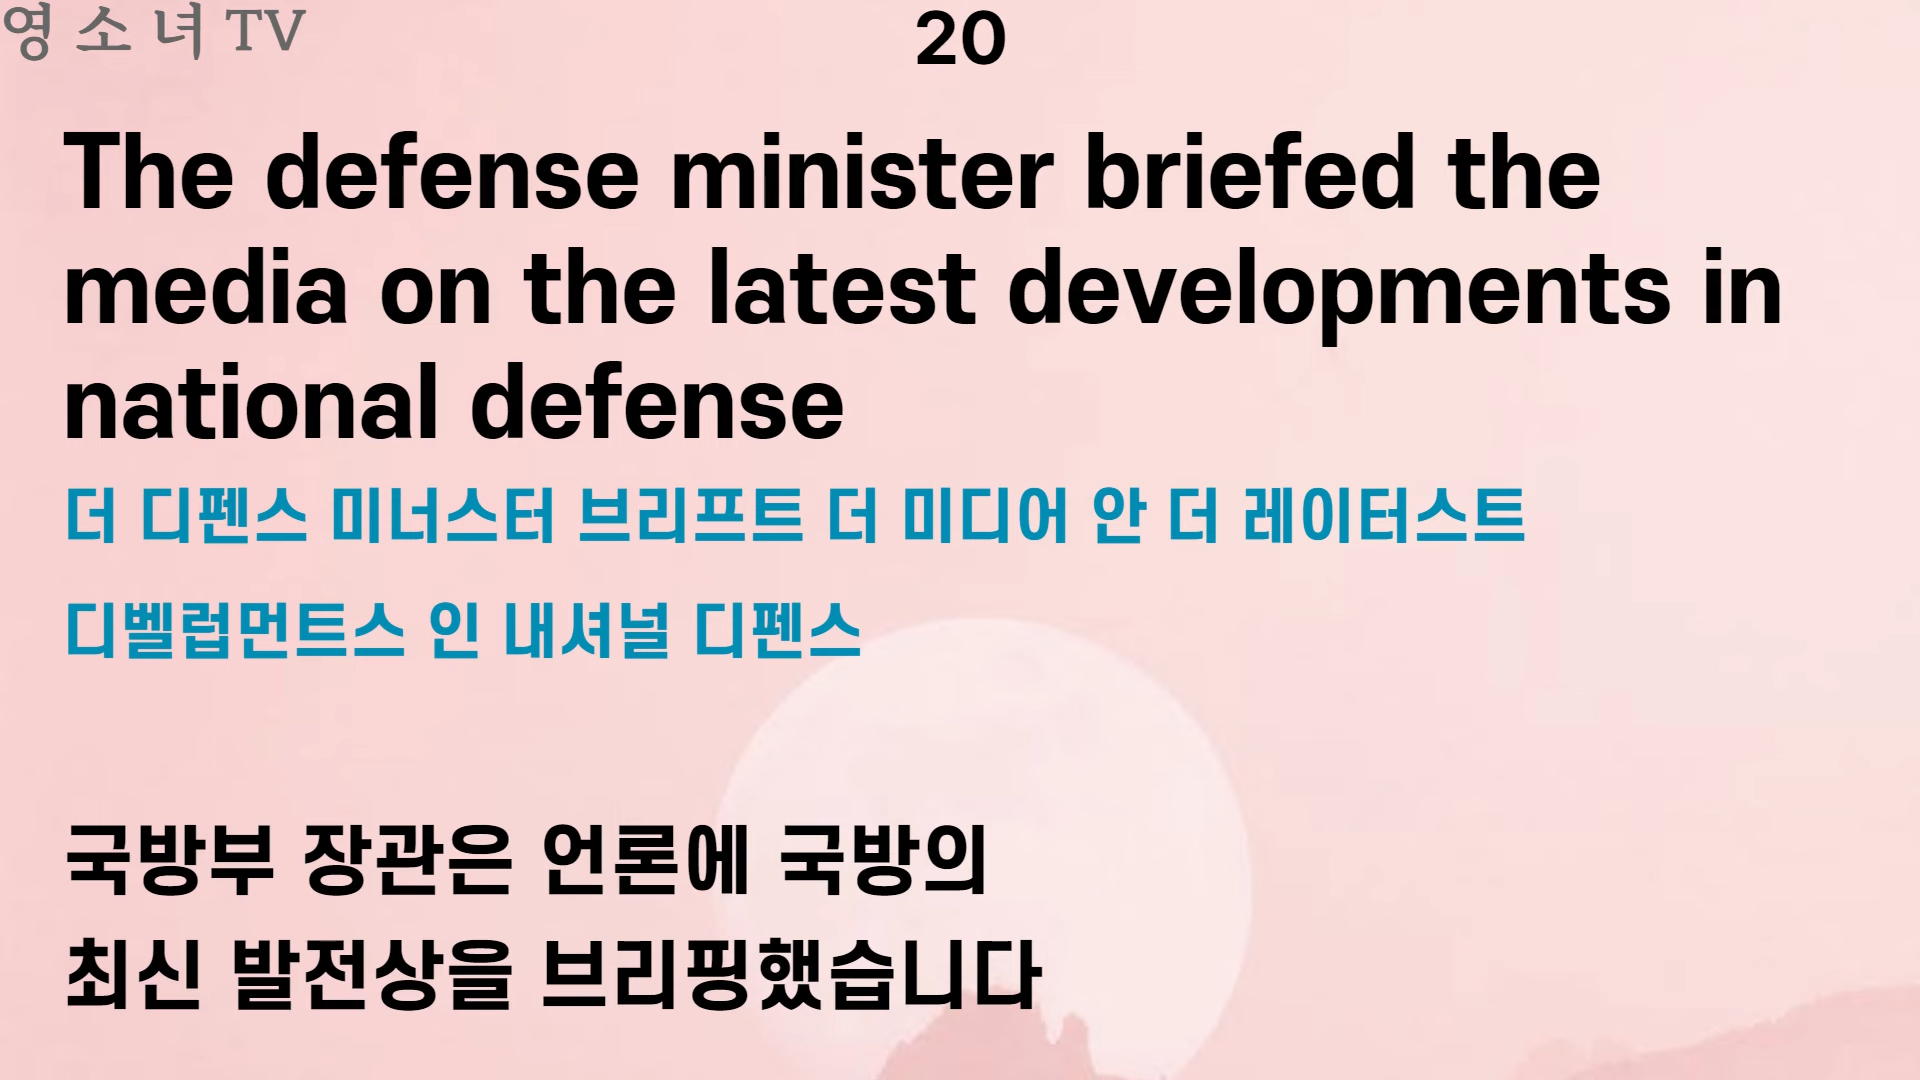 영 소 녀 TV
20
The defense minister briefed the
media on the latest developments in
national defense
더 디펜스 미너스터 브리프트 더 미디어 안 더 레이터스트
디벨럽먼트스 인 내셔널 디펜스
국방부 장관은 언론에 국방의
최신 발전상을 브리핑했습니다